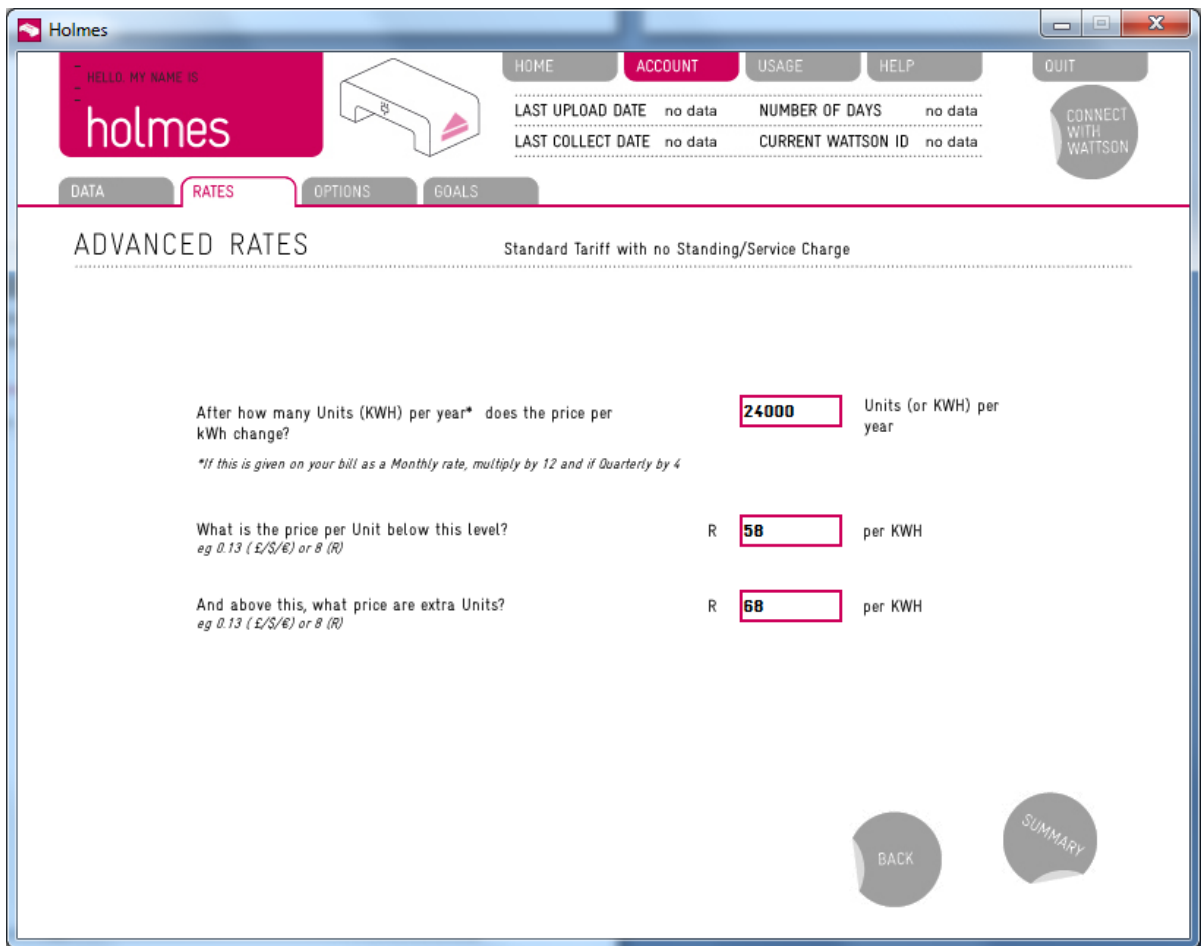 Holmes
HELLO. MY NAME IS
holmes
HOME ACCOUNT USAGE HELP QUIT
LAST UPLOAD DATE no data NUMBER OF DAYS no data
LAST COLLECT DATE no data CURRENT WATTSON ID no data
CONNECT
WITH
WATTSON
DATA RATES OPTIONS GOALS
ADVANCED RATES Standard Tariff with no Standing/Service Charge
After how many Units (KWH) per year* does the price per
kWh change?
24000 Units (or KWH) per
year
*If this is given on your bill as a Monthly rate, multiply by 12 and if Quarterly by 4
What is the price per Unit below this level? R 58 per KWH
eg 0.13 (£/$/€) or 8 (R)
And above this, what price are extra Units? R 68 per KWH
eg 0.13 (£/$/€) or 8 (R)
BACK
SUMMARY